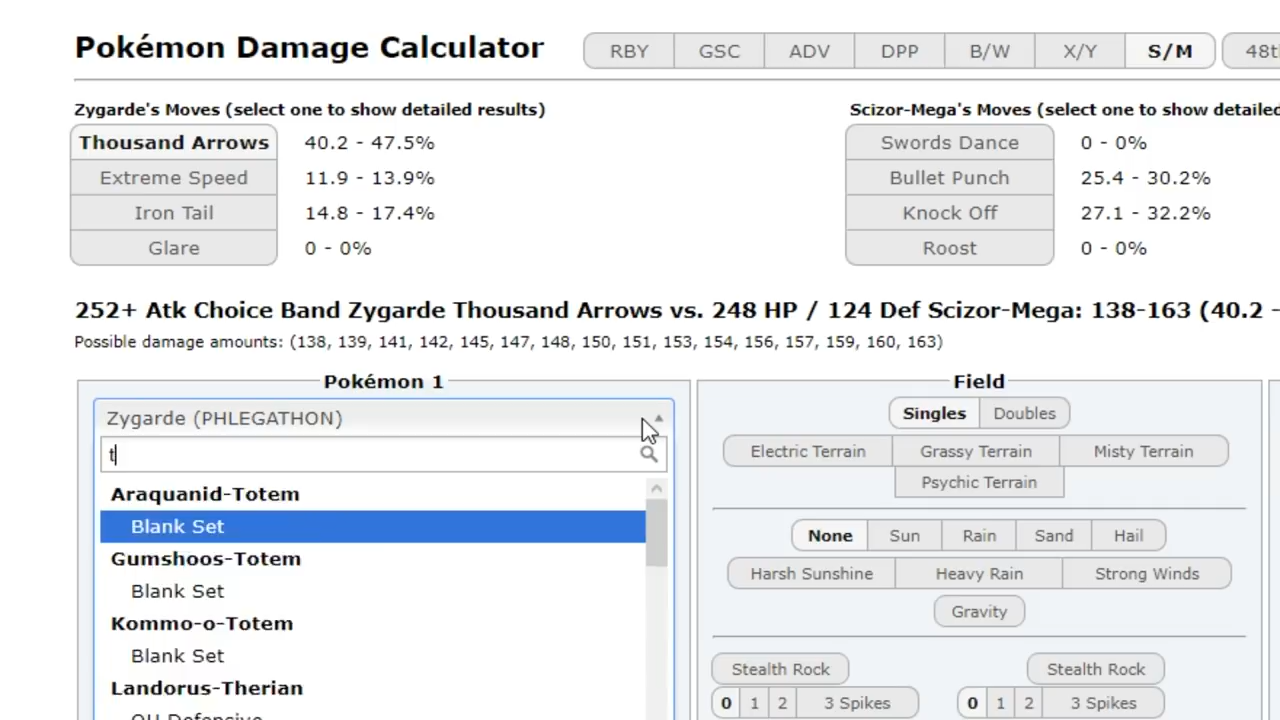 Pokémon Damage Calculator
RBY GSC ADV DPP B/W X/Y S/M 48t
Zygarde's Moves (select one to show detailed results)
Thousand Arrows 40.2 - 47.5%
Extreme Speed 11.9 - 13.9%
Iron Tail 14.8 - 17.4%
Glare 0 - 0%
Scizor-Mega's Moves (select one to show detailed
Swords Dance 0 - 0%
Bullet Punch 25.4 - 30.2%
Knock Off 27.1 - 32.2%
Roost 0 - 0%
252+ Atk Choice Band Zygarde Thousand Arrows vs. 248 HP / 124 Def Scizor-Mega: 138-163 (40.2 -
Possible damage amounts: (138, 139, 141, 142, 145, 147, 148, 150, 151, 153, 154, 156, 157, 159, 160, 163)
Pokémon 1
Zygarde (PHLEGATHON)
t
Araquanid-Totem
Blank Set
Gumshoos-Totem
Blank Set
Kommo-o-Totem
Blank Set
Landorus-Therian
OU Defensive
Field
Singles Doubles
Electric Terrain Grassy Terrain Misty Terrain
Psychic Terrain
None Sun Rain Sand Hail
Harsh Sunshine Heavy Rain Strong Winds
Gravity
Stealth Rock Stealth Rock
0 1 2 3 Spikes 0 1 2 3 Spikes